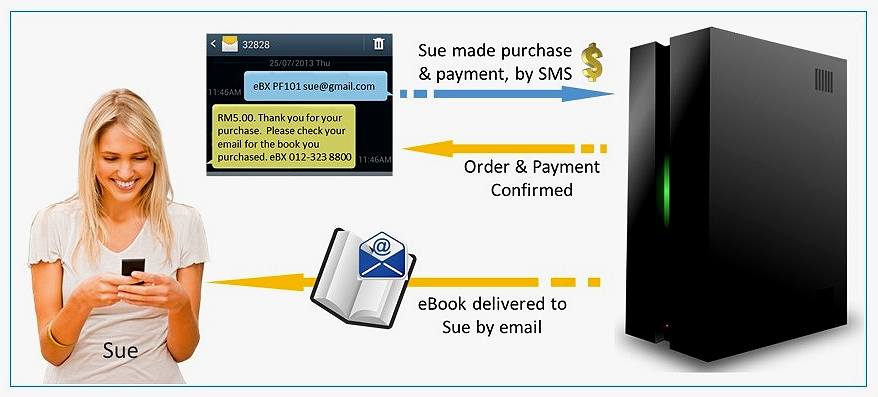 32828
25/07/2013 Thu
eBX PF101 sue@gmail.com
11:46AM
RM5.00. Thank you for your
purchase. Please check your
email for the book you
purchased. eBX 012-323 8800
11:46AM
Sue made purchase
& payment, by SMS
$
Order & Payment
Confirmed
@
eBook delivered to
Sue by email
Sue